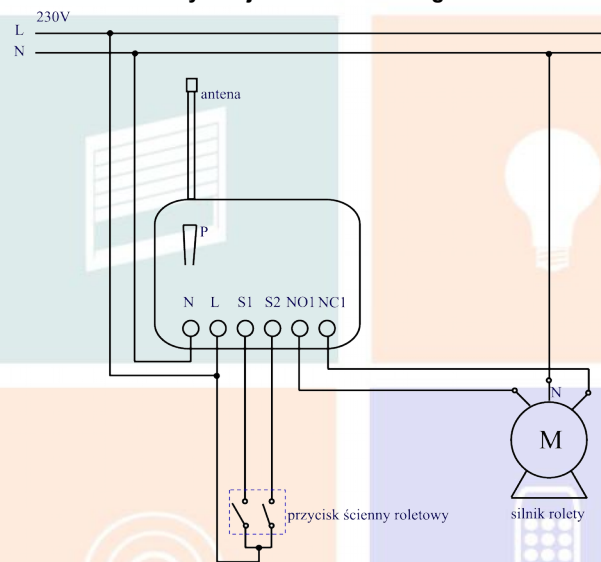 230V
L
N
antena
P
N L S1 S2 NO1 NC1
N
M
przycisk ścienny roletowy
silnik rolety